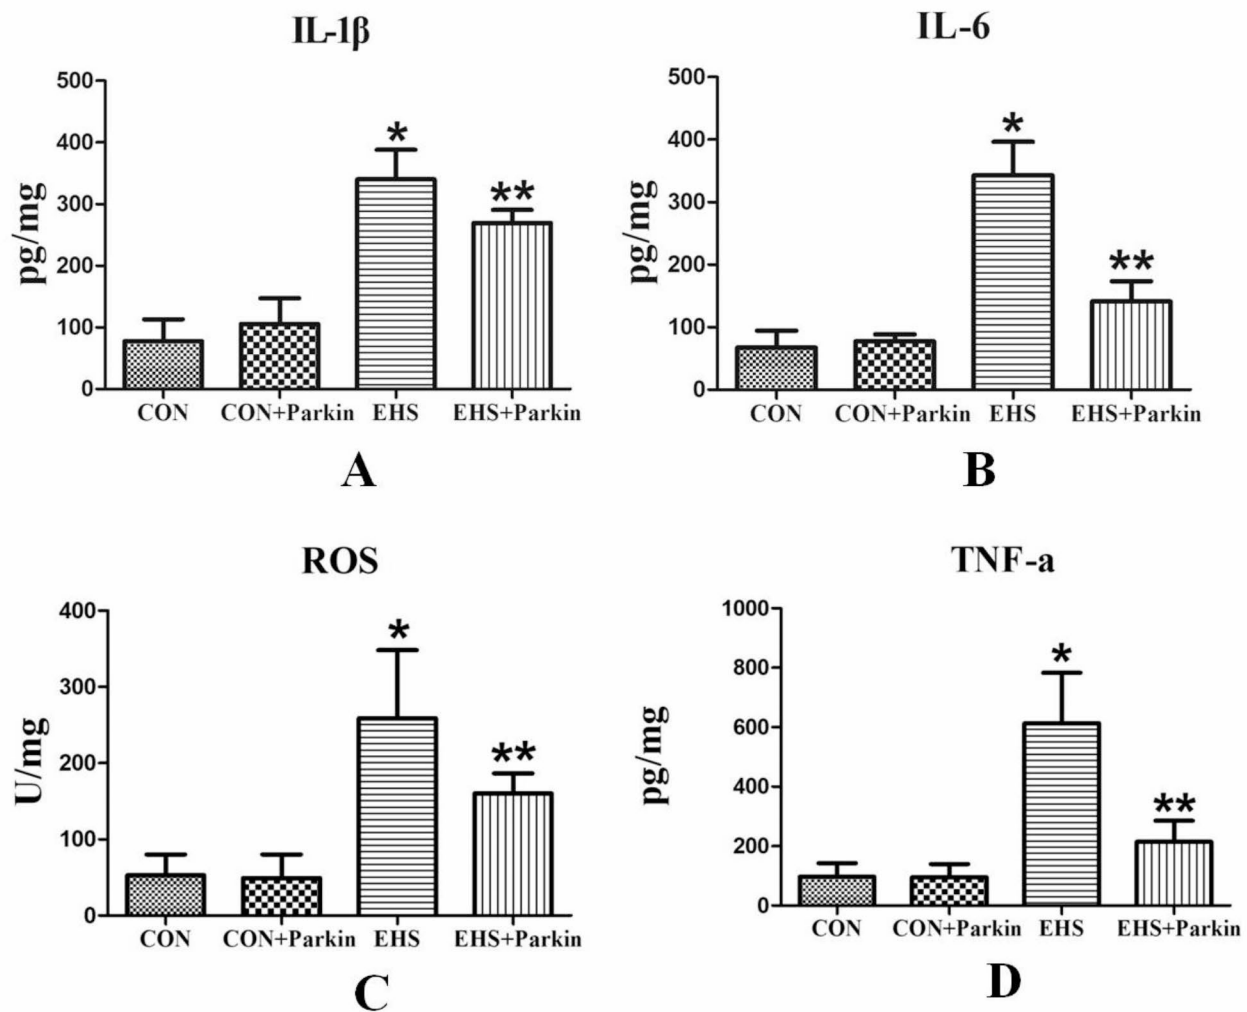 IL-1β
500
400
300
200
100
0
pg/mg
*
**
CON CON+Parkin EHS EHS+Parkin
A
IL-6
500
400
300
200
100
0
pg/mg
*
**
CON CON+Parkin EHS EHS+Parkin
B
ROS
400
300
200
100
0
U/mg
*
**
CON CON+Parkin EHS EHS+Parkin
C
TNF-a
1000
800
600
400
200
0
pg/mg
*
**
CON CON+Parkin EHS EHS+Parkin
D